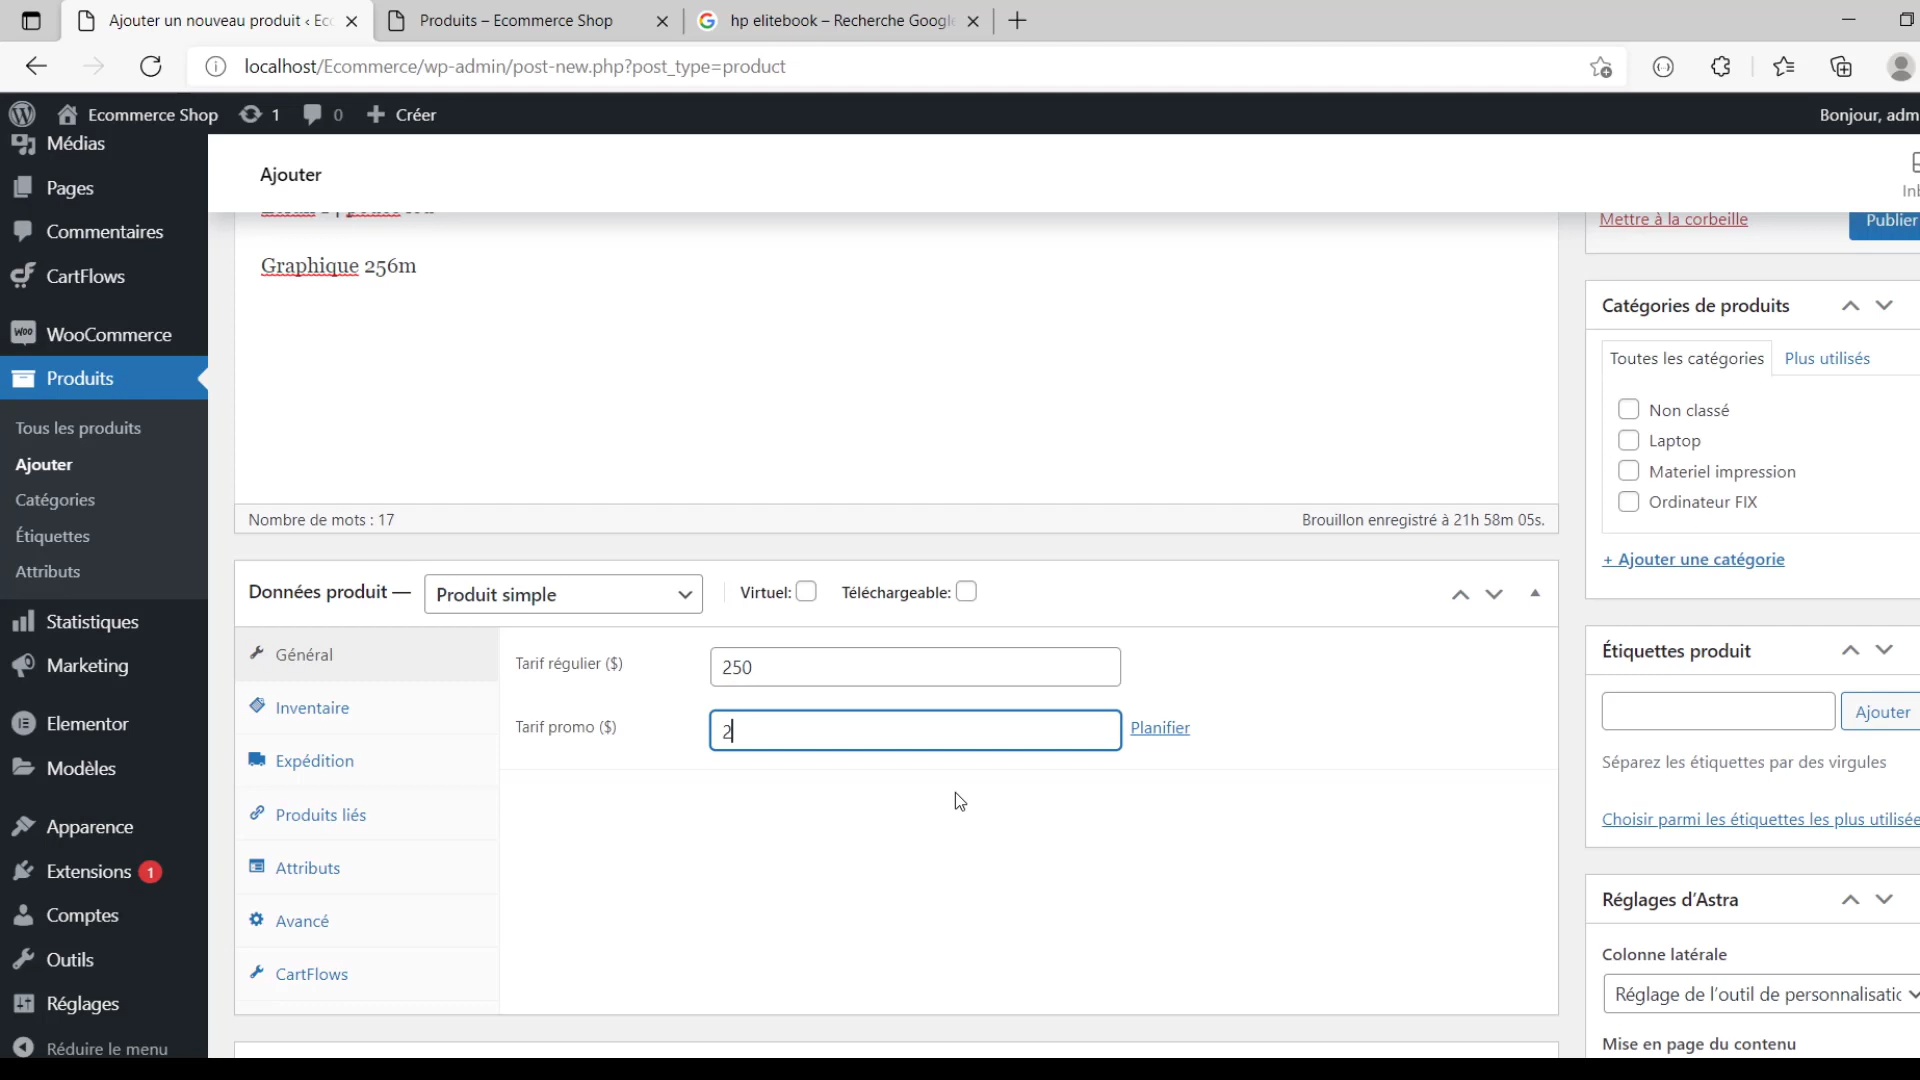 Ajouter un nouveau produit ‹ Ec
Produits – Ecommerce Shop
hp elitebook – Recherche Google
localhost/Ecommerce/wp-admin/post-new.php?post_type=product
Ecommerce Shop
1
0
Créer
Bonjour, adm
Médias
Pages
Commentaires
CartFlows
WooCommerce
Produits
Tous les produits
Ajouter
Catégories
Étiquettes
Attributs
Statistiques
Marketing
Elementor
Modèles
Apparence
Extensions 1
Comptes
Outils
Réglages
Réduire le menu
Ajouter
Graphique 256m
Nombre de mots : 17
Brouillon enregistré à 21h 58m 05s.
Données produit —
Produit simple
Virtuel:
Téléchargeable:
Général
Inventaire
Expédition
Produits liés
Attributs
Avancé
CartFlows
Tarif régulier ($)
250
Tarif promo ($)
2
Planifier
Mettre à la corbeille
Publier
Catégories de produits
Toutes les catégories
Plus utilisés
Non classé
Laptop
Materiel impression
Ordinateur FIX
+ Ajouter une catégorie
Étiquettes produit
Ajouter
Séparez les étiquettes par des virgules
Choisir parmi les étiquettes les plus utilisée
Réglages d’Astra
Colonne latérale
Réglage de l’outil de personnalisatic
Mise en page du contenu